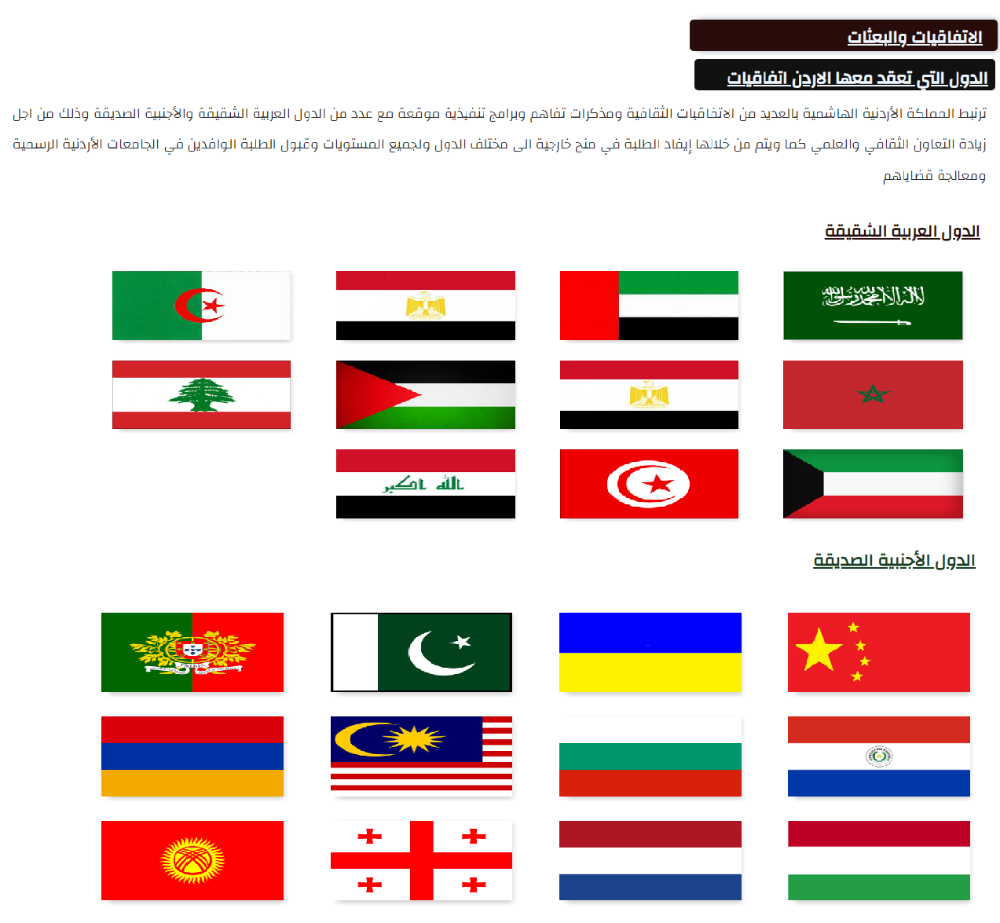 الاتفاقيات والبعثات
الدول التي تعقد معها الاردن اتفاقيات
ترتبط المملكة الأردنية الهاشمية بالعديد من الاتفاقيات الثقافية ومذكرات تفاهم وبرامج تنفيذية موقعة مع عدد من الدول العربية الشقيقة والأجنبية الصديقة وذلك من اجل
زيادة التعاون الثقافي والعلمي كما ويتم من خلالها إيفاد الطلبة في منح خارجية الى مختلف الدول ولجميع المستويات وقبول الطلبة الوافدين في الجامعات الأردنية الرسمية
ومعالجة قضاياهم
الدول العربية الشقيقة
لا إله إلا الله محمد رسول الله
الله اكبر
الدول الأجنبية الصديقة